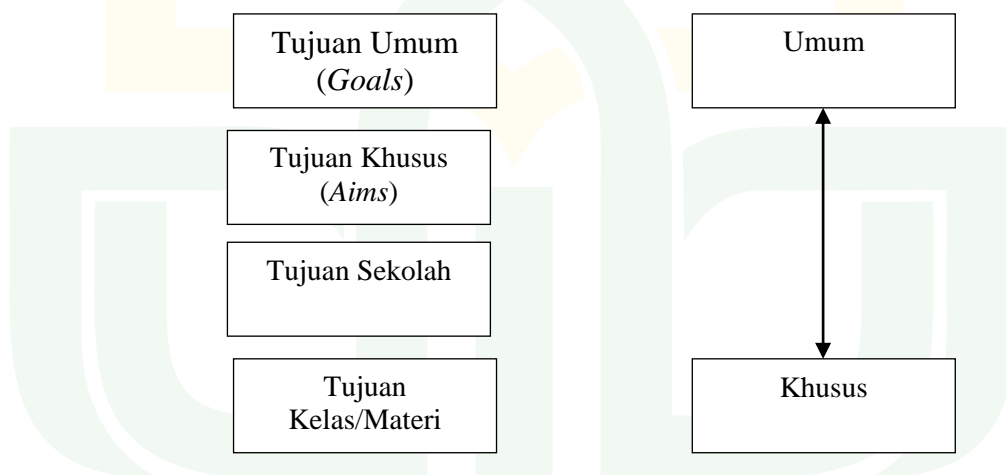 Tujuan Umum
(Goals)
Umum
Tujuan Khusus
(Aims)
Tujuan Sekolah
Tujuan
Kelas/Materi
Khusus